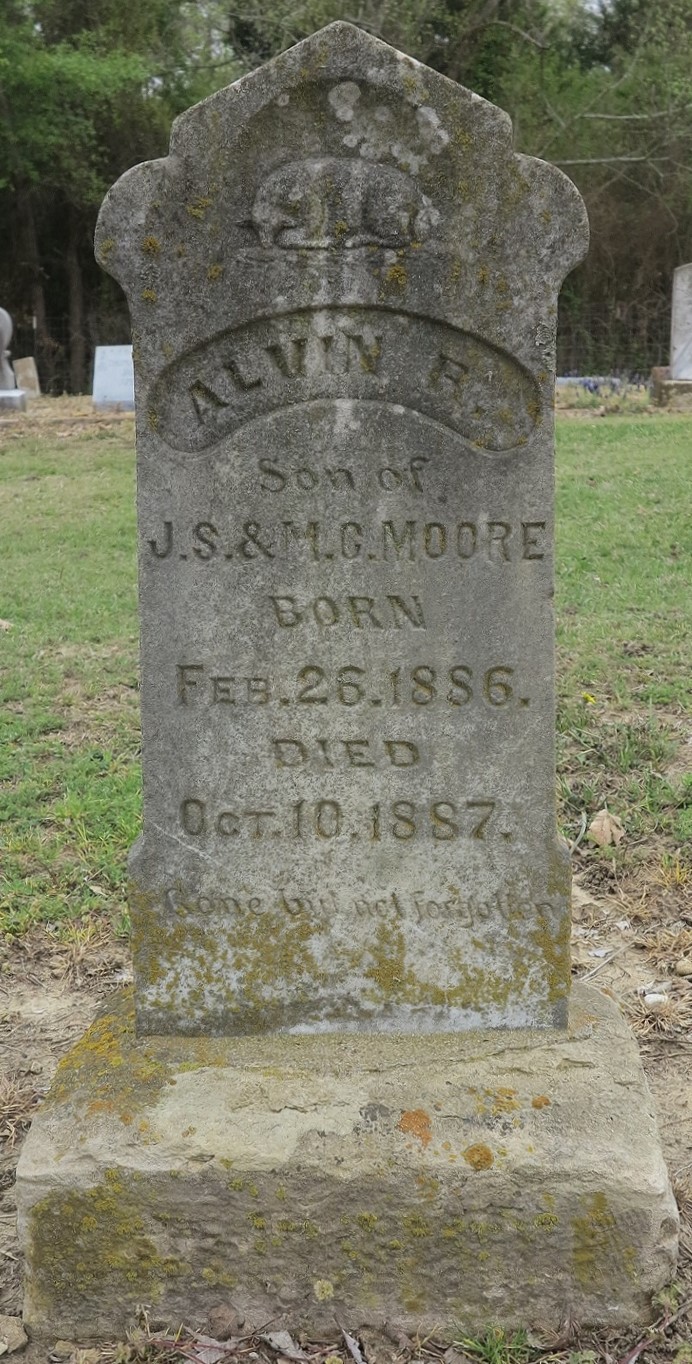 ALVIN R.
Son of
J.S.&M.C.MOORE
BORN
FEB.26.1886.
DIED
OCT.10.1887.
Gone but not forgotten